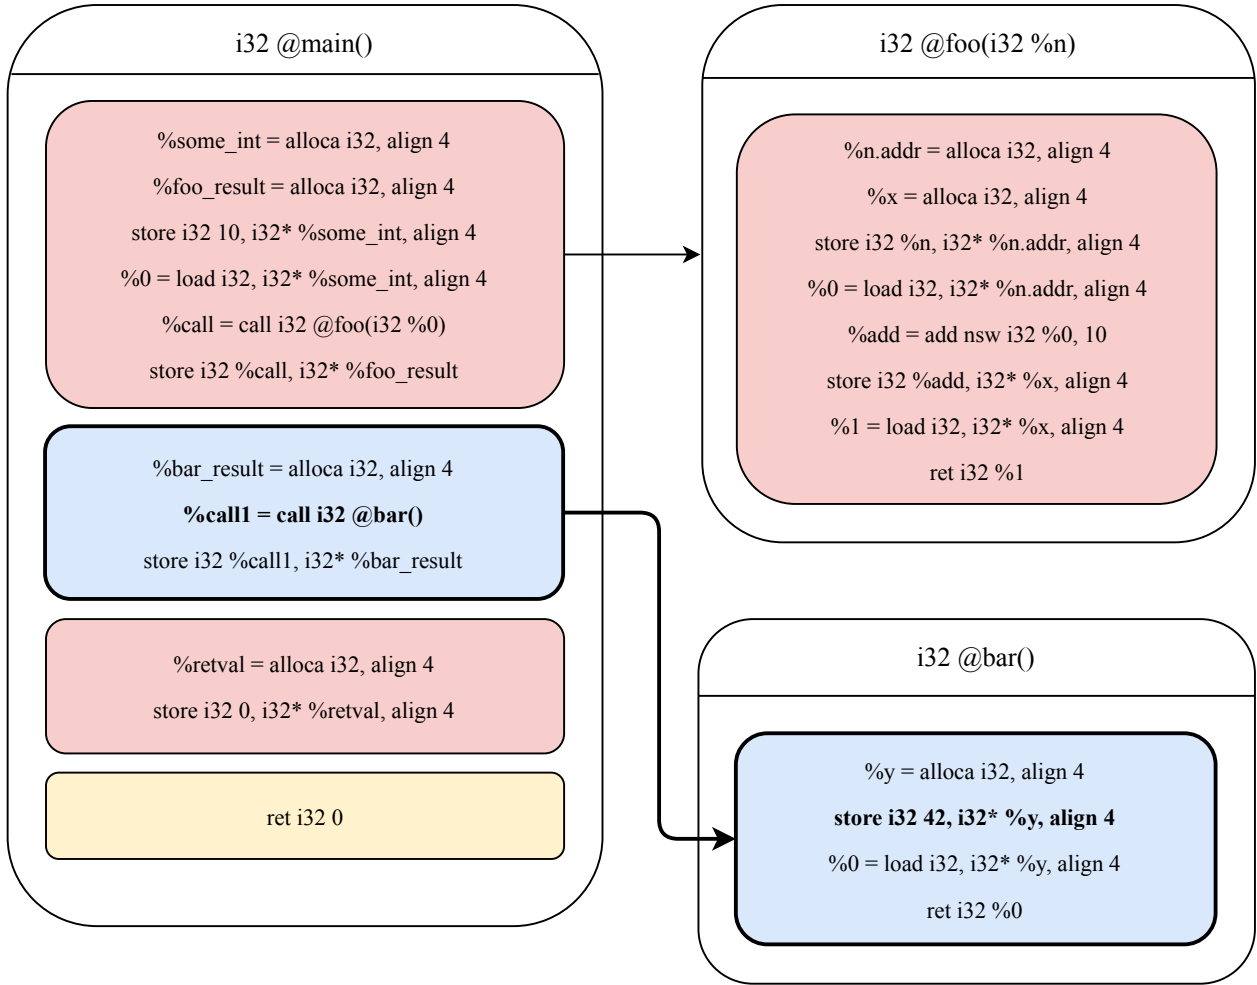 i32 @main()
%some_int = alloca i32, align 4
%foo_result = alloca i32, align 4
store i32 10, i32* %some_int, align 4
%0 = load i32, i32* %some_int, align 4
%call = call i32 @foo(i32 %0)
store i32 %call, i32* %foo_result
%bar_result = alloca i32, align 4
%call1 = call i32 @bar()
store i32 %call1, i32* %bar_result
%retval = alloca i32, align 4
store i32 0, i32* %retval, align 4
ret i32 0
i32 @foo(i32 %n)
%n.addr = alloca i32, align 4
%x = alloca i32, align 4
store i32 %n, i32* %n.addr, align 4
%0 = load i32, i32* %n.addr, align 4
%add = add nsw i32 %0, 10
store i32 %add, i32* %x, align 4
%1 = load i32, i32* %x, align 4
ret i32 %1
i32 @bar()
%y = alloca i32, align 4
store i32 42, i32* %y, align 4
%0 = load i32, i32* %y, align 4
ret i32 %0